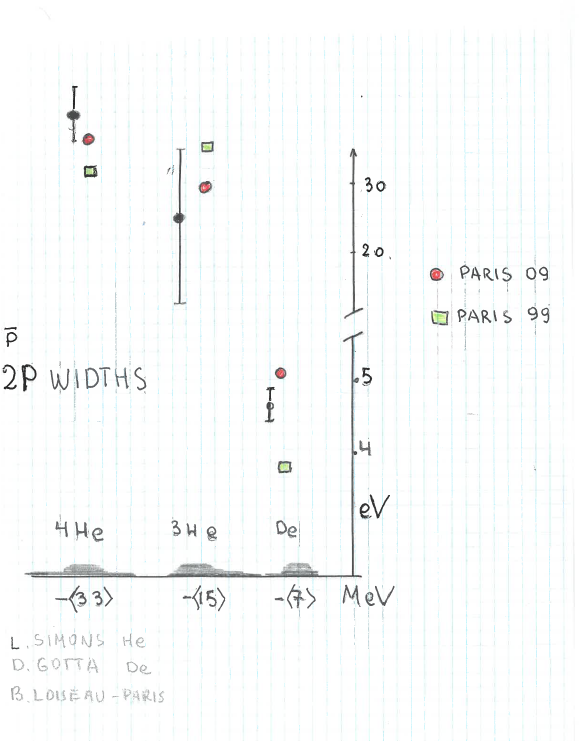 30
20
PARIS 09
PARIS 99
p̅
2P WIDTHS
.5
.4
eV
4He
3He
De
-⟨33⟩
-⟨15⟩
-⟨7⟩
MeV
L. SIMONS He
D. GOTTA De
B. LOISEAU - PARIS